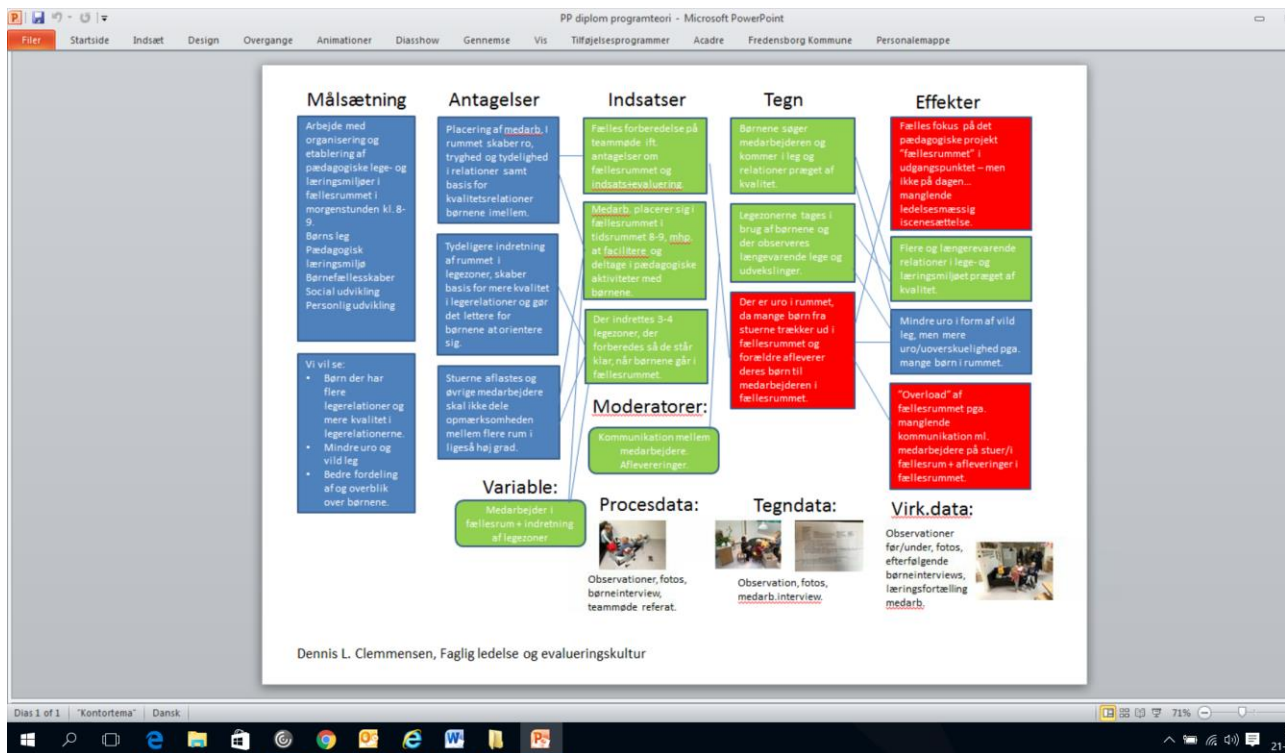 PP diplom programteori - Microsoft PowerPoint
Filer Startside Indsæt Design Overgange Animationer Diasshow Gennemse Vis Tilføjelsesprogrammer Acadre Fredensborg Kommune Personalemappe
Målsætning
Arbejde med
organisering og
etablering af
pædagogiske lege- og
læringsmiljøer i
fællesrummet i
morgenstunden kl. 8-
9.
Børns leg
Pædagogisk
læringsmiljø
Børnefællesskaber
Social udvikling
Personlig udvikling
Vi vil se:
• Børn der har
flere
legerelationer og
mere kvalitet i
legerelationerne.
• Mindre uro og
vild leg
• Bedre fordeling
af og overblik
over børnene.
Antagelser
Placering af medarb. I
rummet skaber ro,
tryghed og tydelighed
i relationer samt
basis for
kvalitetsrelationer
børnene imellem.
Tydeligere indretning
af rummet i
legezoner, skaber
basis for mere kvalitet
i legerelationer og gør
det lettere for
børnene at orientere
sig.
Stuerne aflastes og
øvrige medarbejdere
skal ikke dele
opmærksomheden
mellem flere rum i
ligeså høj grad.
Variable:
Medarbejder i
fællesrum + indretning
af legezoner
Indsatser
Fælles forberedelse på
teammøde ift.
antagelser om
fællesrummet og
indsats+evaluering.
Medarb. placerer sig i
fællesrummet i
tidsrummet 8-9, mhp.
at facilitere og
deltage i pædagogiske
aktiviteter med
børnene.
Der indrettes 3-4
legezoner, der
forberedes så de står
klar, når børnene går i
fællesrummet.
Moderatorer:
Kommunikation mellem
medarbejdere.
Aflevereringer.
Procesdata:
Observationer, fotos,
børneinterview,
teammøde referat.
Tegn
Børnene søger
medarbejderen og
kommer i leg og
relationer præget af
kvalitet.
Legezonerne tages i
brug af børnene og
der observeres
længevarende lege og
udvekslinger.
Der er uro i rummet,
da mange børn fra
stuerne trækker ud i
fællesrummet og
forældre afleverer
deres børn til
medarbejderen i
fællesrummet.
Tegndata:
Observation, fotos,
medarb.interview.
Effekter
Fælles fokus på det
pædagogiske projekt
"fællesrummet" i
udgangspunktet – men
ikke på dagen...
manglende
ledelsesmæssig
iscenesættelse.
Flere og længerevarende
relationer i lege- og
læringsmiljøet præget af
kvalitet.
Mindre uro i form af vild
leg, men mere
uro/uoverskuelighed pga.
mange børn i rummet.
"Overload" af
fællesrummet pga.
manglende
kommunikation ml.
medarbejdere på stuer/i
fællesrum + afleveringer i
fællesrummet.
Virk.data:
Observationer
før/under, fotos,
efterfølgende
børneinterviews,
læringsfortælling
medarb.
Dennis L. Clemmensen, Faglig ledelse og evalueringskultur
Dias 1 of 1 "Kontortema" Dansk 71%